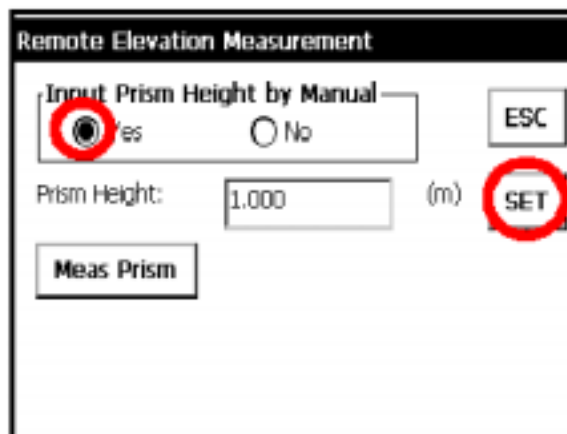 Remote Elevation Measurement
Input Prism Height by Manual
Yes No
ESC
Prism Height: 1.000 (m)
SET
Meas Prism